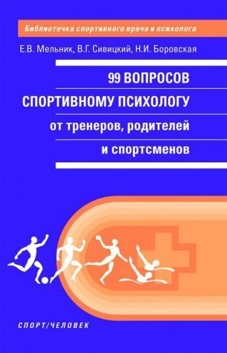 Библиотечка спортивного врача и психолога
Е.В. Мельник, В.Г. Сивицкий, Н.И. Боровская
99 ВОПРОСОВ
СПОРТИВНОМУ ПСИХОЛОГУ
от тренеров, родителей
и спортсменов
СПОРТ/ЧЕЛОВЕК